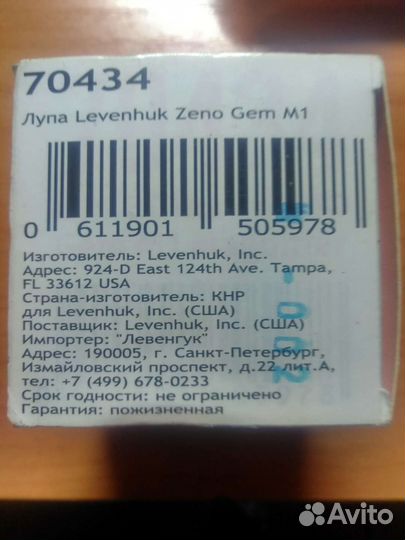 70434
Лупа Levenhuk Zeno Gem M1
0 611901 505978
Изготовитель: Levenhuk, Inc.
Адрес: 924-D East 124th Ave. Tampa,
FL 33612 USA
Страна-изготовитель: КНР
для Levenhuk, Inc. (США)
Поставщик: Levenhuk, Inc. (США)
Импортер: "Левенгук"
Адрес: 190005, г. Санкт-Петербург,
Измайловский проспект, д.22 лит.А,
тел: +7 (499) 678-0233
Срок годности: не ограничено
Гарантия: пожизненная
Avito